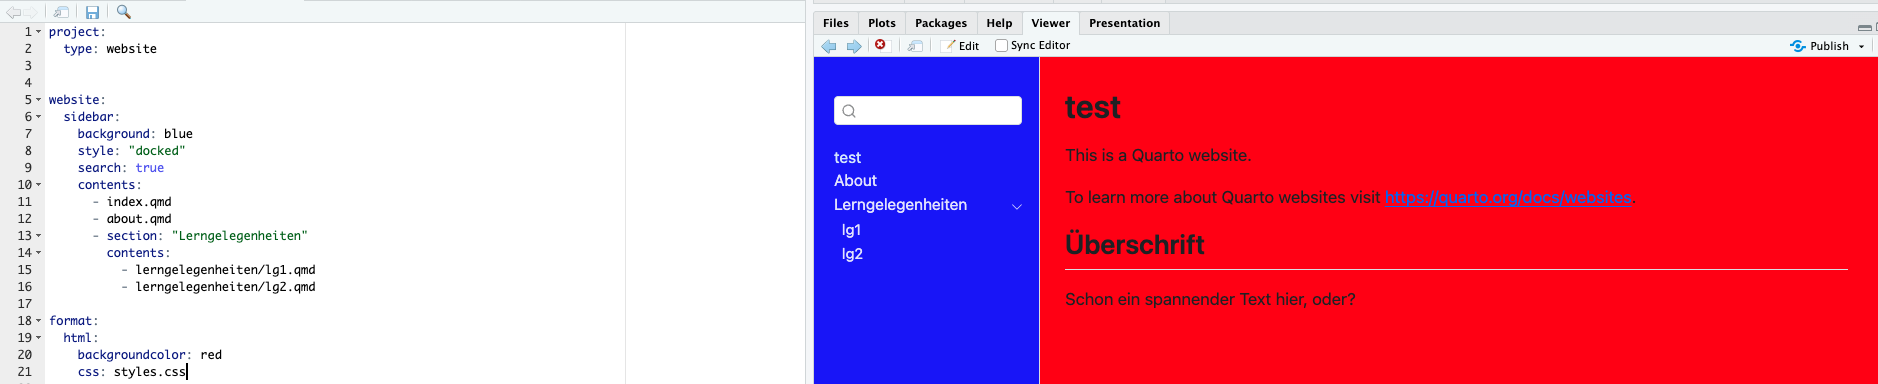 1 project:
2 type: website
3
4
5 website:
6 sidebar:
7 background: blue
8 style: "docked"
9 search: true
10 contents:
11 - index.qmd
12 - about.qmd
13 - section: "Lerngelegenheiten"
14 contents:
15 - lerngelegenheiten/lg1.qmd
16 - lerngelegenheiten/lg2.qmd
17
18 format:
19 html:
20 backgroundcolor: red
21 css: styles.css
Files Plots Packages Help Viewer Presentation
Edit Sync Editor Publish
test
About
Lerngelegenheiten
lg1
lg2
test
This is a Quarto website.
To learn more about Quarto websites visit https://quarto.org/docs/websites.
Überschrift
Schon ein spannender Text hier, oder?